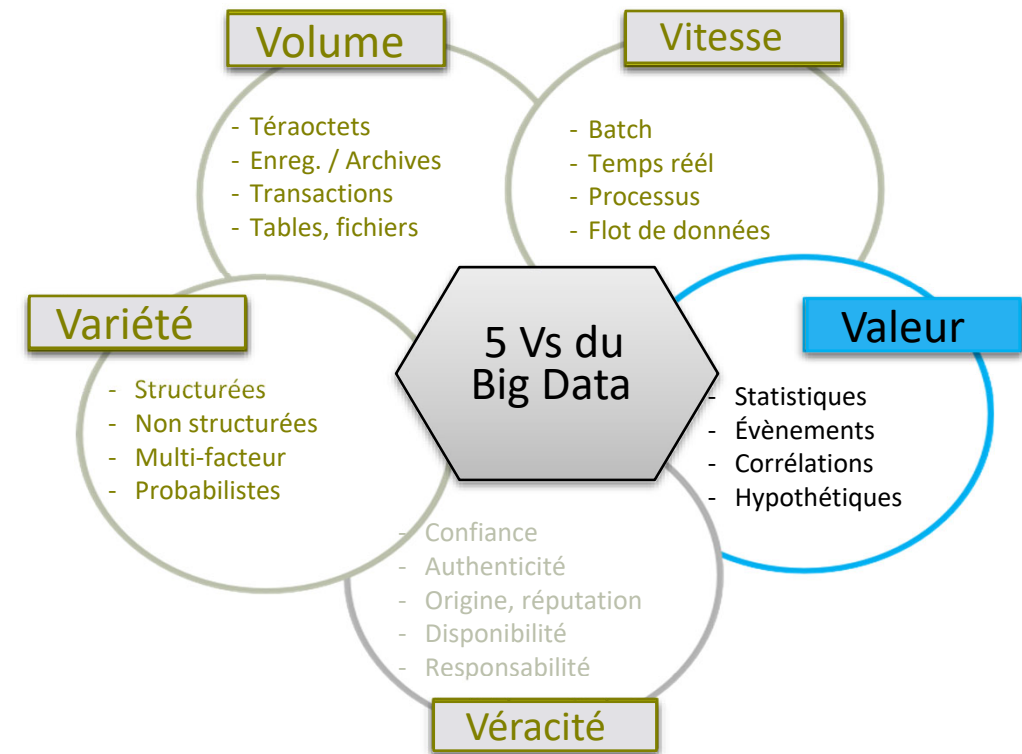 Volume
- Téraoctets
- Enreg. / Archives
- Transactions
- Tables, fichiers
Vitesse
- Batch
- Temps réél
- Processus
- Flot de données
Variété
- Structurées
- Non structurées
- Multi-facteur
- Probabilistes
5 Vs du
Big Data
Valeur
- Statistiques
- Évènements
- Corrélations
- Hypothétiques
- Confiance
- Authenticité
- Origine, réputation
- Disponibilité
- Responsabilité
Véracité